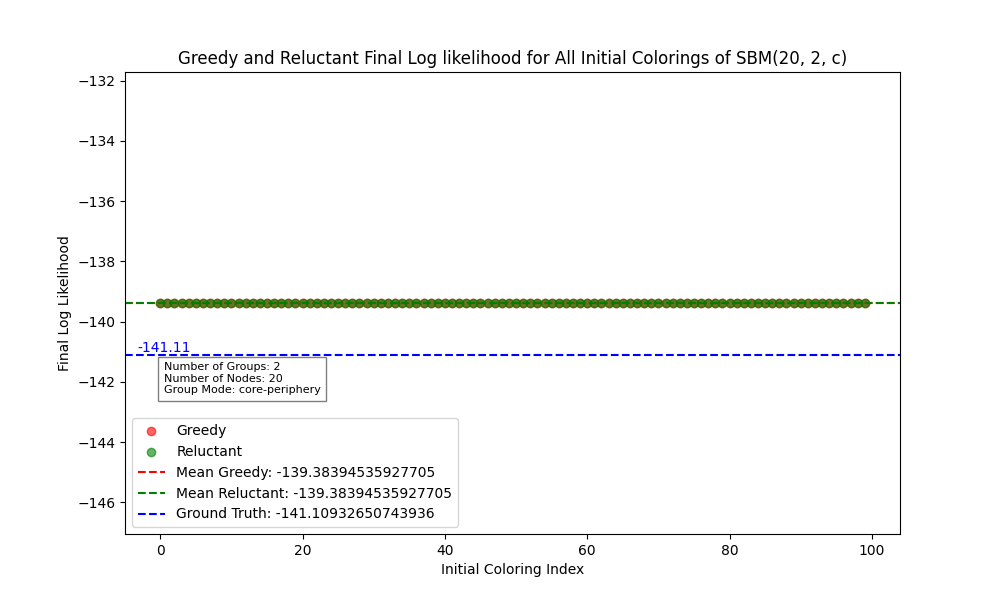 Greedy and Reluctant Final Log likelihood for All Initial Colorings of SBM(20, 2, c)
Final Log Likelihood
−132
−134
−136
−138
−140
−142
−144
−146
-141.11
Number of Groups: 2
Number of Nodes: 20
Group Mode: core-periphery
Greedy
Reluctant
Mean Greedy: -139.38394535927705
Mean Reluctant: -139.38394535927705
Ground Truth: -141.10932650743936
0 20 40 60 80 100
Initial Coloring Index